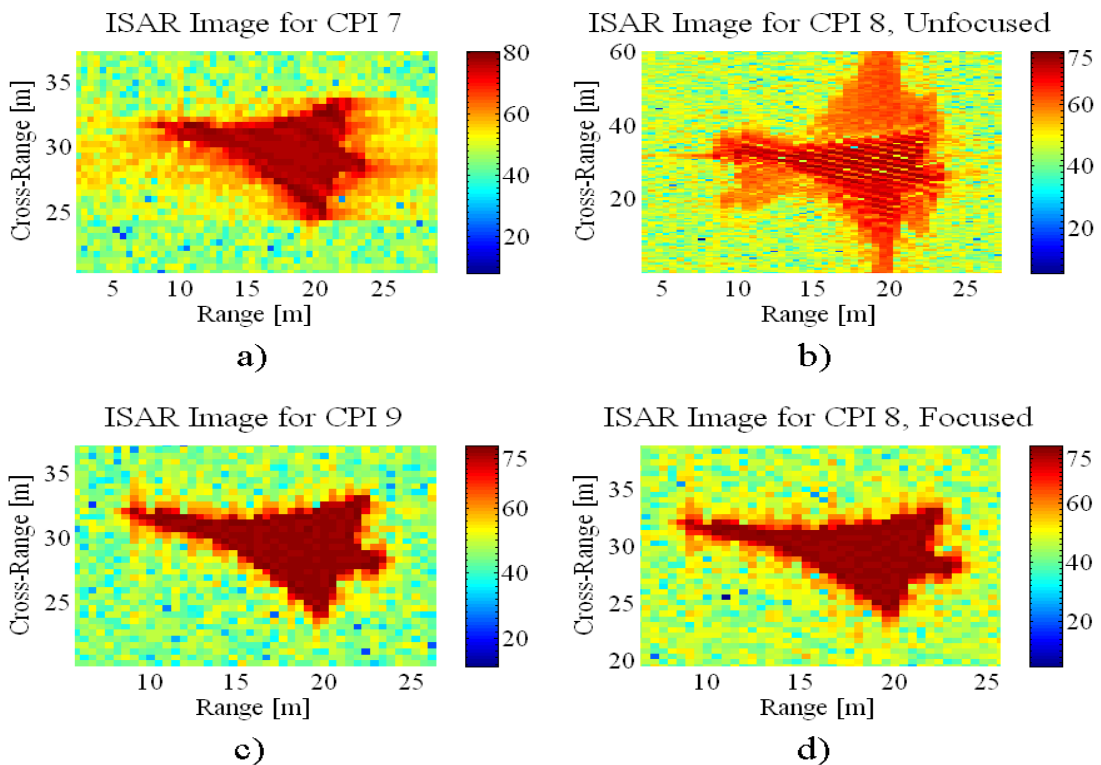 ISAR Image for CPI 7
Cross-Range [m]
35
30
25
5 10 15 20 25
Range [m]
80
60
40
20
a)
ISAR Image for CPI 8, Unfocused
Cross-Range [m]
60
40
20
5 10 15 20 25
Range [m]
75
60
40
20
b)
ISAR Image for CPI 9
Cross-Range [m]
35
30
25
10 15 20 25
Range [m]
75
60
40
20
c)
ISAR Image for CPI 8, Focused
Cross-Range [m]
35
30
25
20
10 15 20 25
Range [m]
75
60
40
20
d)